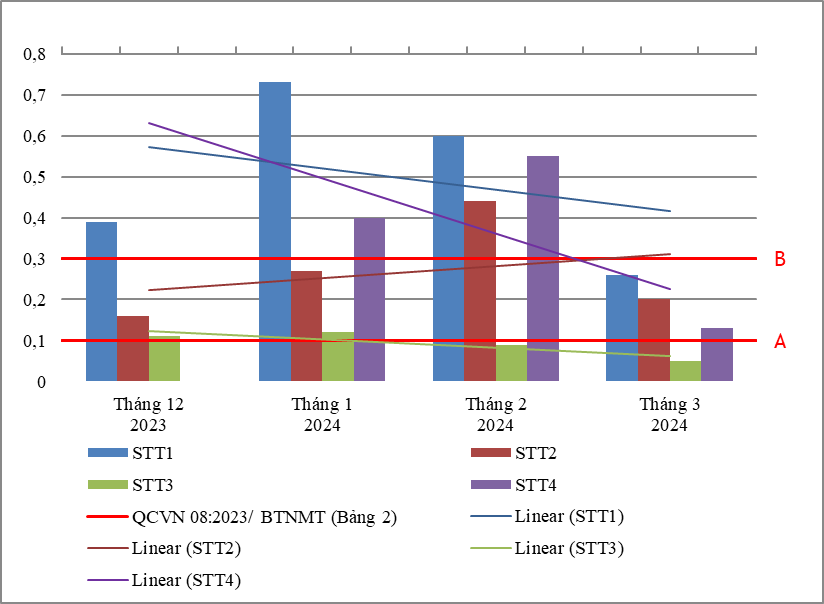 0,8
0,7
0,6
0,5
0,4
0,3
B
0,2
0,1
A
0
Tháng 12
2023
Tháng 1
2024
Tháng 2
2024
Tháng 3
2024
STT1
STT2
STT3
STT4
QCVN 08:2023/ BTNMT (Bảng 2)
Linear (STT1)
Linear (STT2)
Linear (STT3)
Linear (STT4)